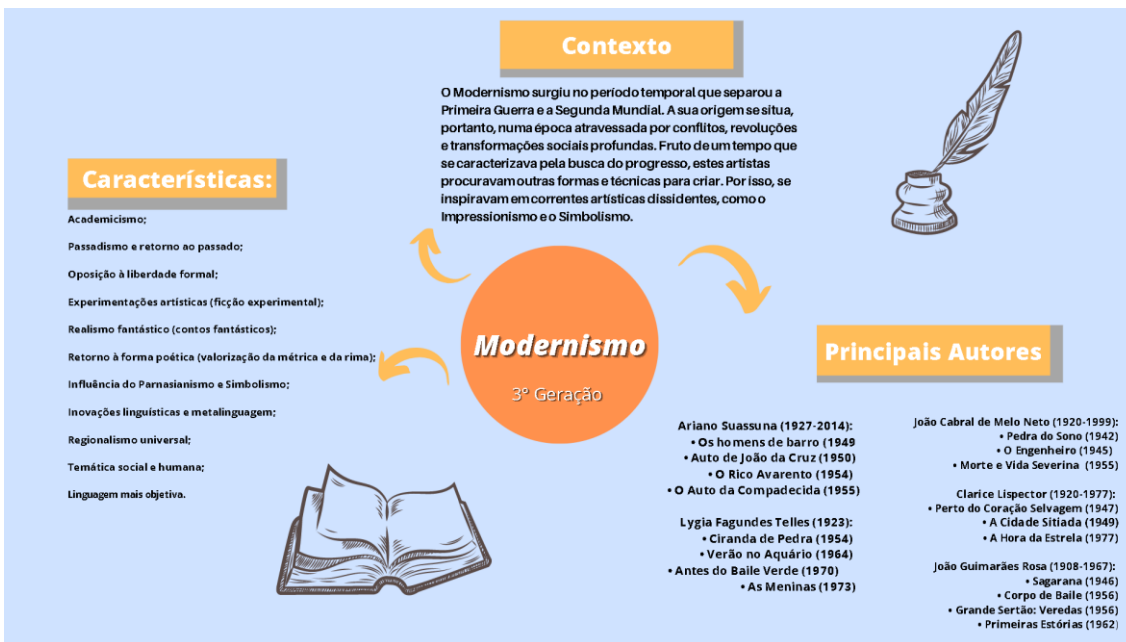 Contexto
O Modernismo surgiu no período temporal que separou a
Primeira Guerra e a Segunda Mundial. A sua origem se situa,
portanto, numa época atravessada por conflitos, revoluções
e transformações sociais profundas. Fruto de um tempo que
se caracterizava pela busca do progresso, estes artistas
procuravam outras formas e técnicas para criar. Por isso, se
inspiravam em correntes artísticas dissidentes, como o
Impressionismo e o Simbolismo.
Características:
Academicismo;
Passadismo e retorno ao passado;
Oposição à liberdade formal;
Experimentações artísticas (ficção experimental);
Realismo fantástico (contos fantásticos);
Retorno à forma poética (valorização da métrica e da rima);
Influência do Parnasianismo e Simbolismo;
Inovações linguísticas e metalinguagem;
Regionalismo universal;
Temática social e humana;
Linguagem mais objetiva.
Modernismo
3° Geração
Principais Autores
Ariano Suassuna (1927-2014):
• Os homens de barro (1949
• Auto de João da Cruz (1950)
• O Rico Avarento (1954)
• O Auto da Compadecida (1955)
Lygia Fagundes Telles (1923):
• Ciranda de Pedra (1954)
• Verão no Aquário (1964)
• Antes do Baile Verde (1970)
• As Meninas (1973)
João Cabral de Melo Neto (1920-1999):
• Pedra do Sono (1942)
• O Engenheiro (1945)
• Morte e Vida Severina (1955)
Clarice Lispector (1920-1977):
• Perto do Coração Selvagem (1947)
• A Cidade Sitiada (1949)
• A Hora da Estrela (1977)
João Guimarães Rosa (1908-1967):
• Sagarana (1946)
• Corpo de Baile (1956)
• Grande Sertão: Veredas (1956)
• Primeiras Estórias (1962)